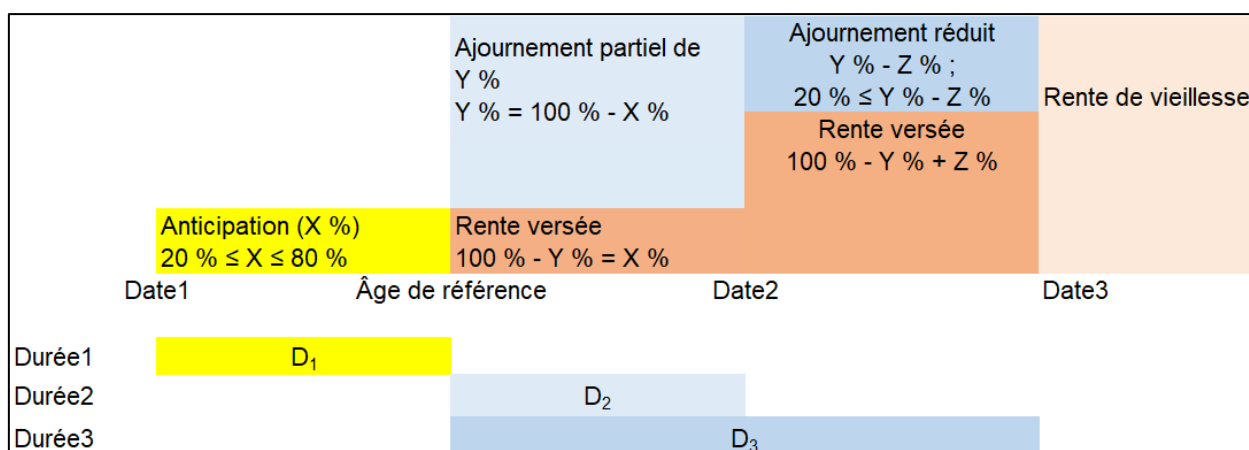 Ajournement partiel de
Y %
Y % = 100 % - X %
Ajournement réduit
Y % - Z % ;
20 % ≤ Y % - Z %
Rente de vieillesse
Rente versée
100 % - Y % + Z %
Anticipation (X %)
20 % ≤ X ≤ 80 %
Rente versée
100 % - Y % = X %
Date1
Âge de référence
Date2
Date3
Durée1
D₁
Durée2
D₂
Durée3
D₃